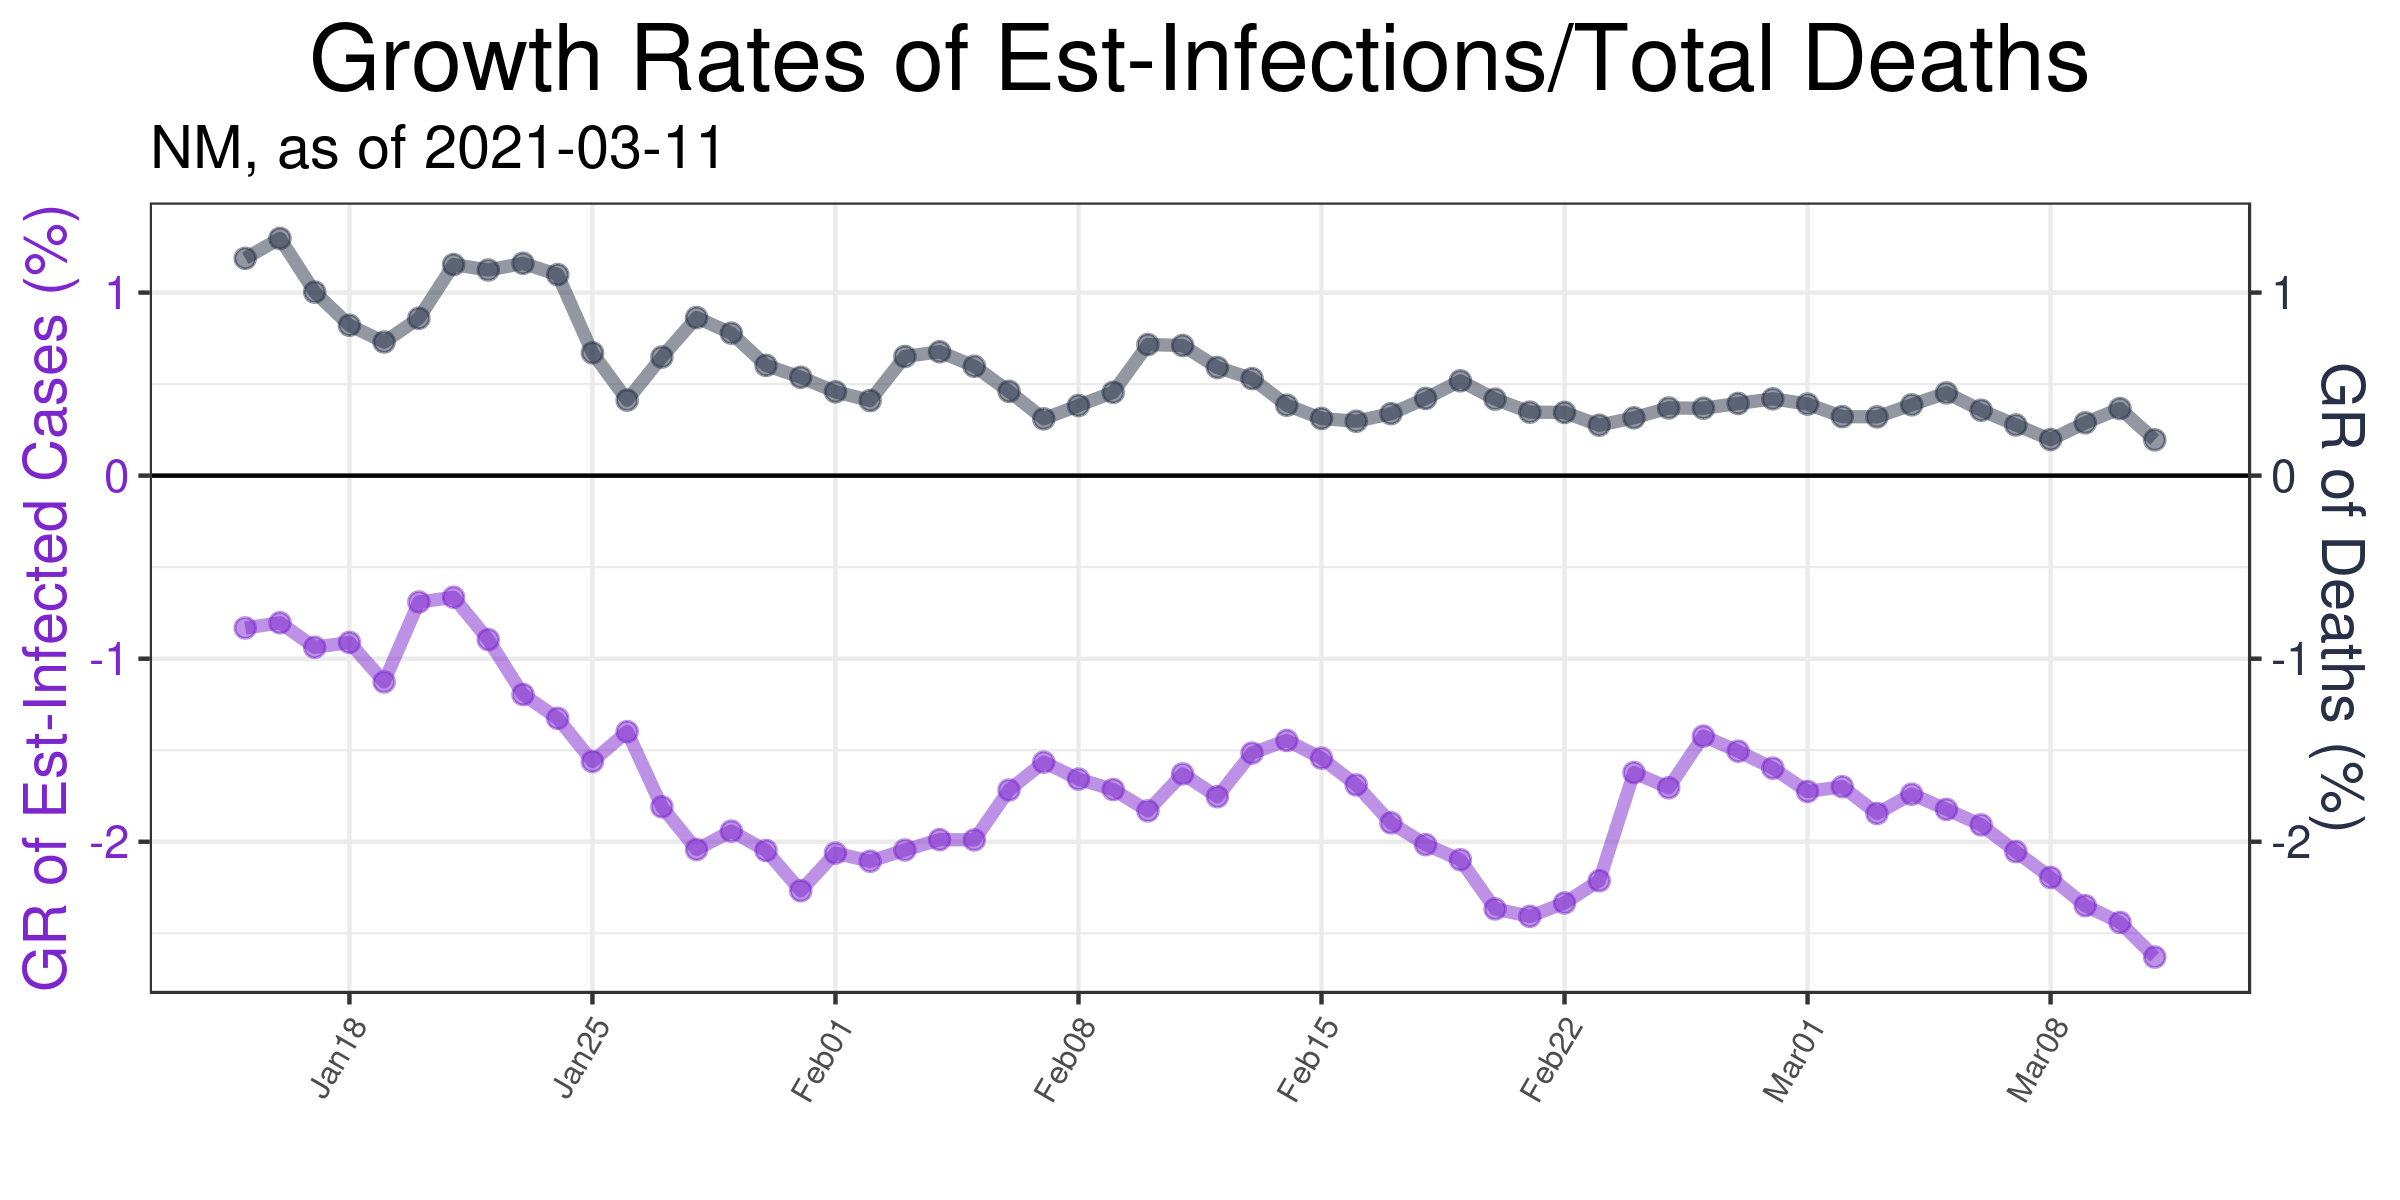 Growth Rates of Est-Infections/Total Deaths
NM, as of 2021-03-11
GR of Est-Infected Cases (%)
1
0
-1
-2
1
0
-1
-2
GR of Deaths (%)
Jan18
Jan25
Feb01
Feb08
Feb15
Feb22
Mar01
Mar08